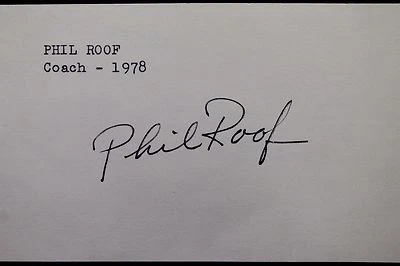 PHIL ROOF
Coach - 1978
Phil Roof